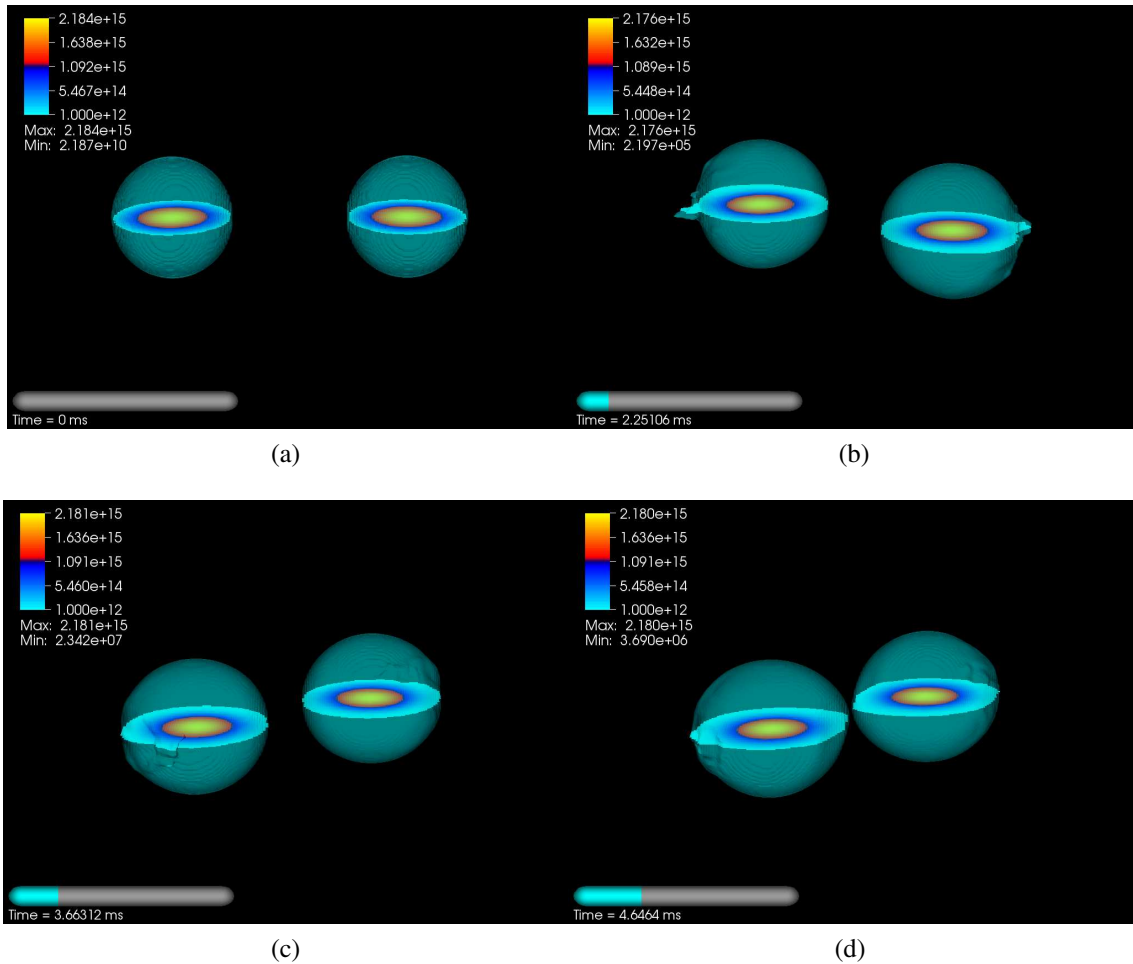 2.184e+15
1.638e+15
1.092e+15
5.467e+14
1.000e+12
Max: 2.184e+15
Min: 2.187e+10
Time = 0 ms
(a)
2.176e+15
1.632e+15
1.089e+15
5.448e+14
1.000e+12
Max: 2.176e+15
Min: 2.197e+05
Time = 2.25106 ms
(b)
2.181e+15
1.636e+15
1.091e+15
5.460e+14
1.000e+12
Max: 2.181e+15
Min: 2.342e+07
Time = 3.66312 ms
(c)
2.180e+15
1.636e+15
1.091e+15
5.458e+14
1.000e+12
Max: 2.180e+15
Min: 3.690e+06
Time = 4.6464 ms
(d)